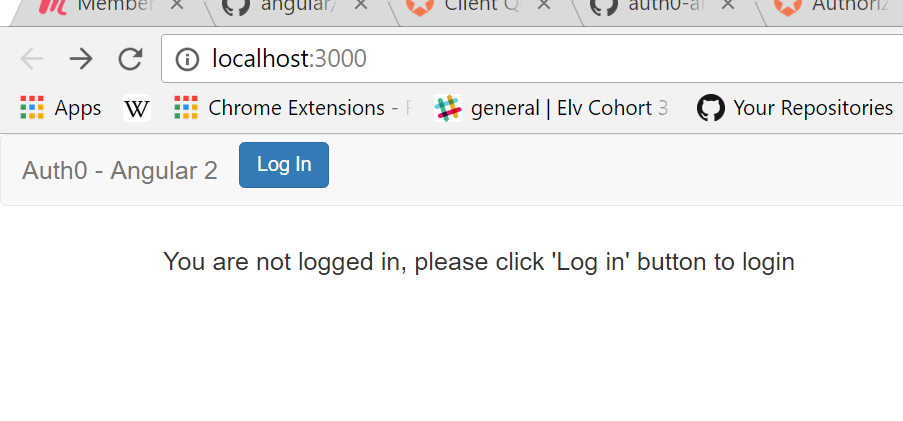 Member angular/ Client Q auth0-a Authoriz
localhost:3000
Apps W Chrome Extensions - general | Elv Cohort 3 Your Repositories
Auth0 - Angular 2 Log In
You are not logged in, please click 'Log in' button to login